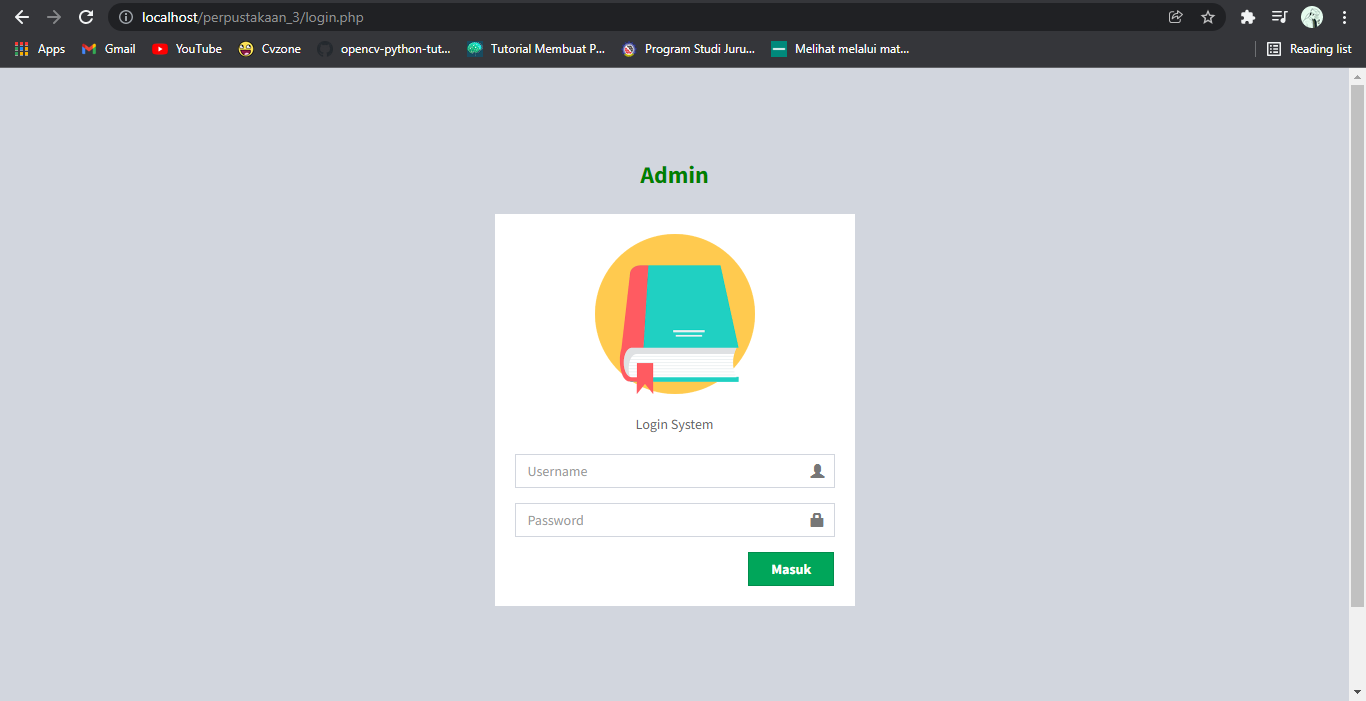 localhost/perpustakaan_3/login.php
Apps Gmail YouTube Cvzone opencv-python-tut... Tutorial Membuat P... Program Studi Juru... Melihat melalui mat... Reading list
Admin
Login System
Username
Password
Masuk